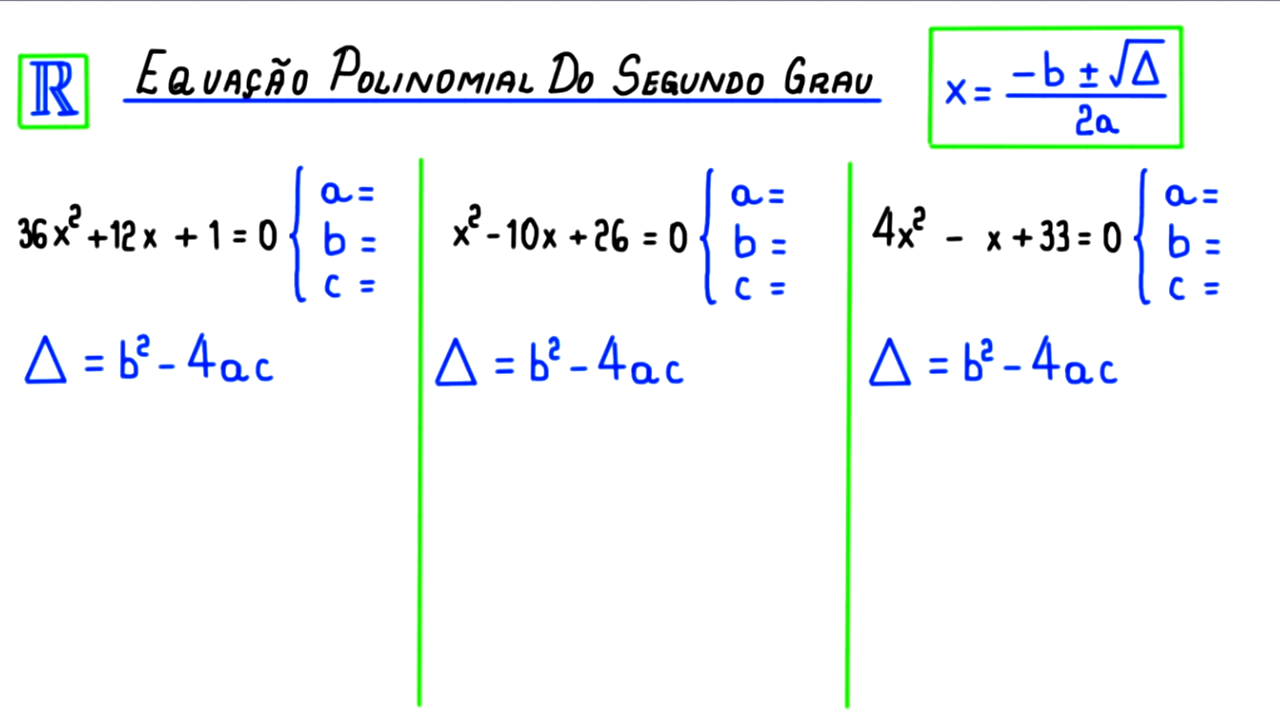 ℝ EQUAÇÃO POLINOMIAL DO SEGUNDO GRAU
x = (-b ± √Δ) / 2a
36x² + 12x + 1 = 0 { a =
b =
c =
Δ = b² - 4ac
x² - 10x + 26 = 0 { a =
b =
c =
Δ = b² - 4ac
4x² - x + 33 = 0 { a =
b =
c =
Δ = b² - 4ac